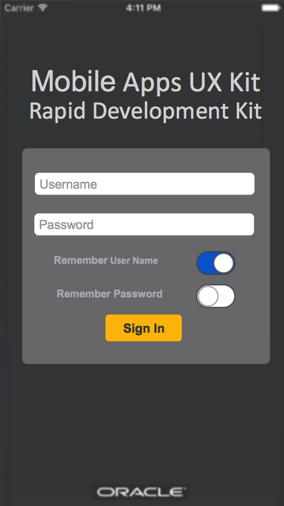 Carrier 4:11 PM
Mobile Apps UX Kit
Rapid Development Kit
Username
Password
Remember User Name
Remember Password
Sign In
ORACLE